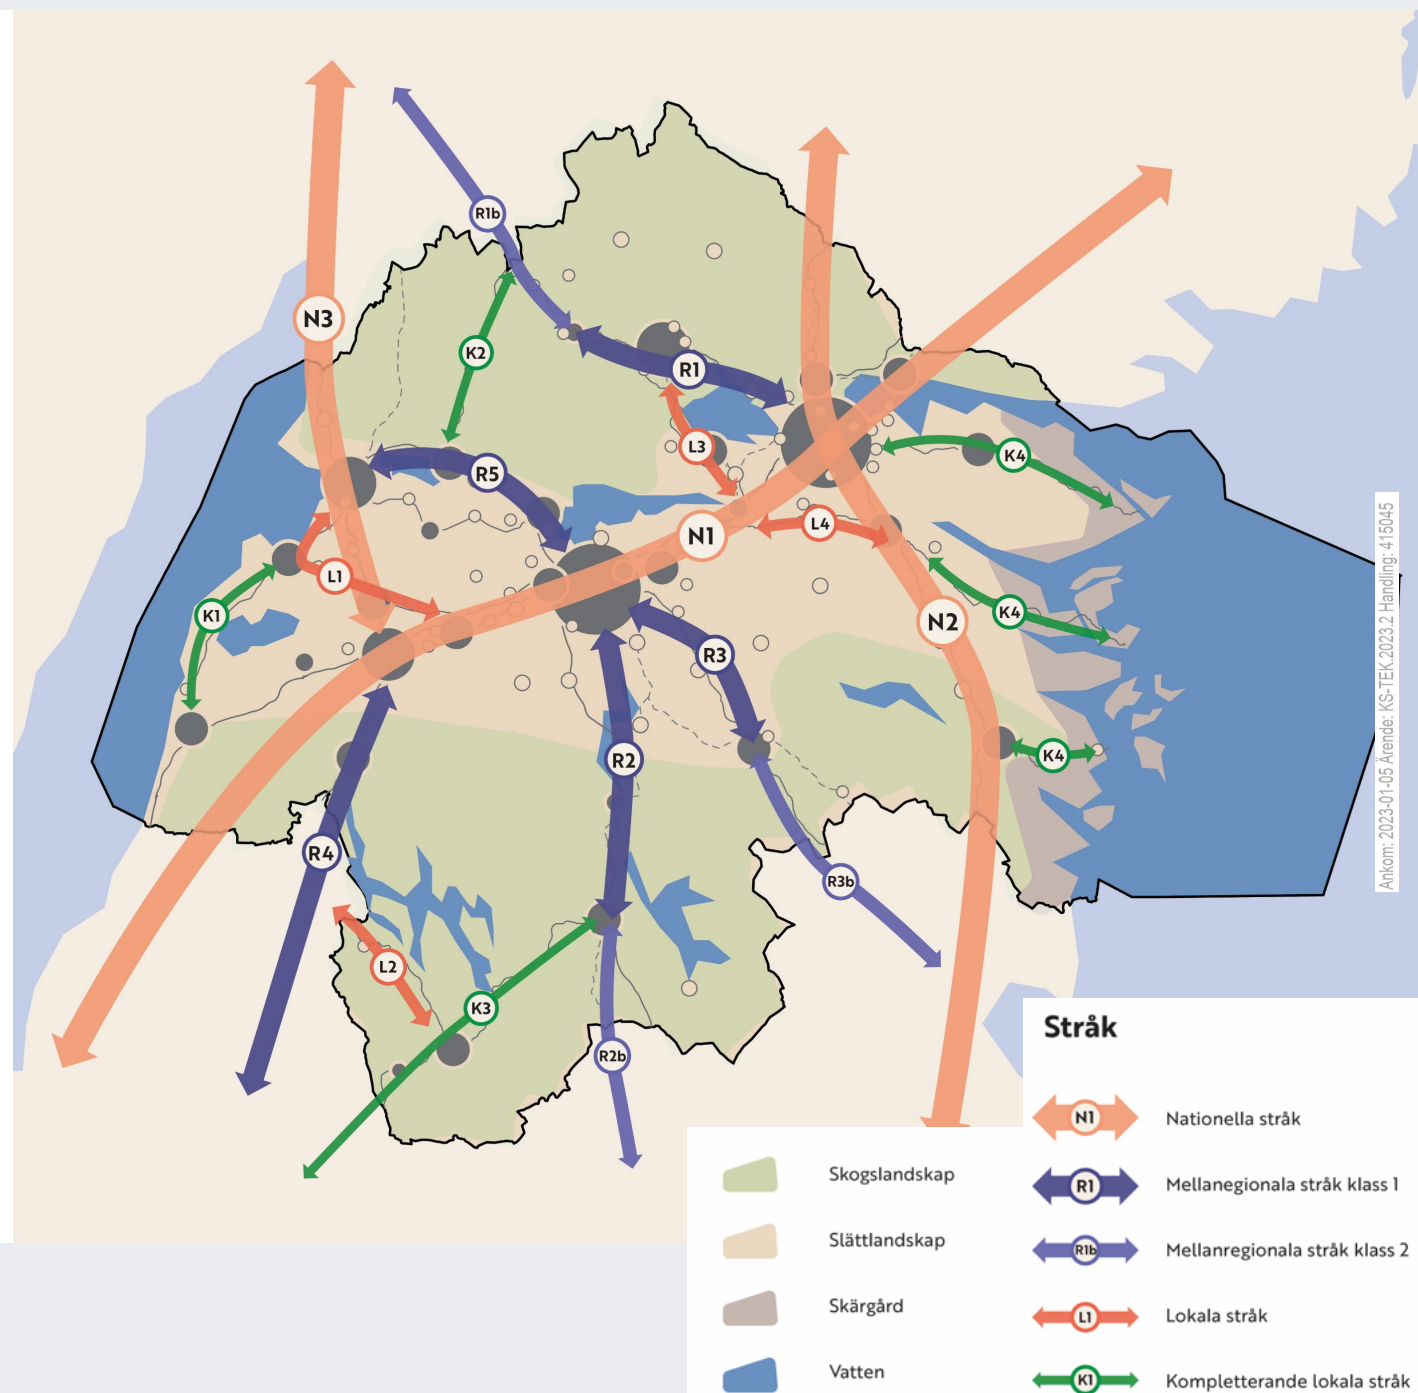 R1b
N3
K2
R1
L3
K4
R5
N1
L4
L1
K1
K4
N2
R3
R2
K4
R4
R3b
L2
K3
R2b
Ankom: 2023-01-05 Ärende: KS-TEK.2023.2 Handling: 415045
Stråk
N1 Nationella stråk
R1 Mellanegionala stråk klass 1
R1b Mellanregionala stråk klass 2
L1 Lokala stråk
K1 Kompletterande lokala stråk
Skogslandskap
Slättlandskap
Skärgård
Vatten